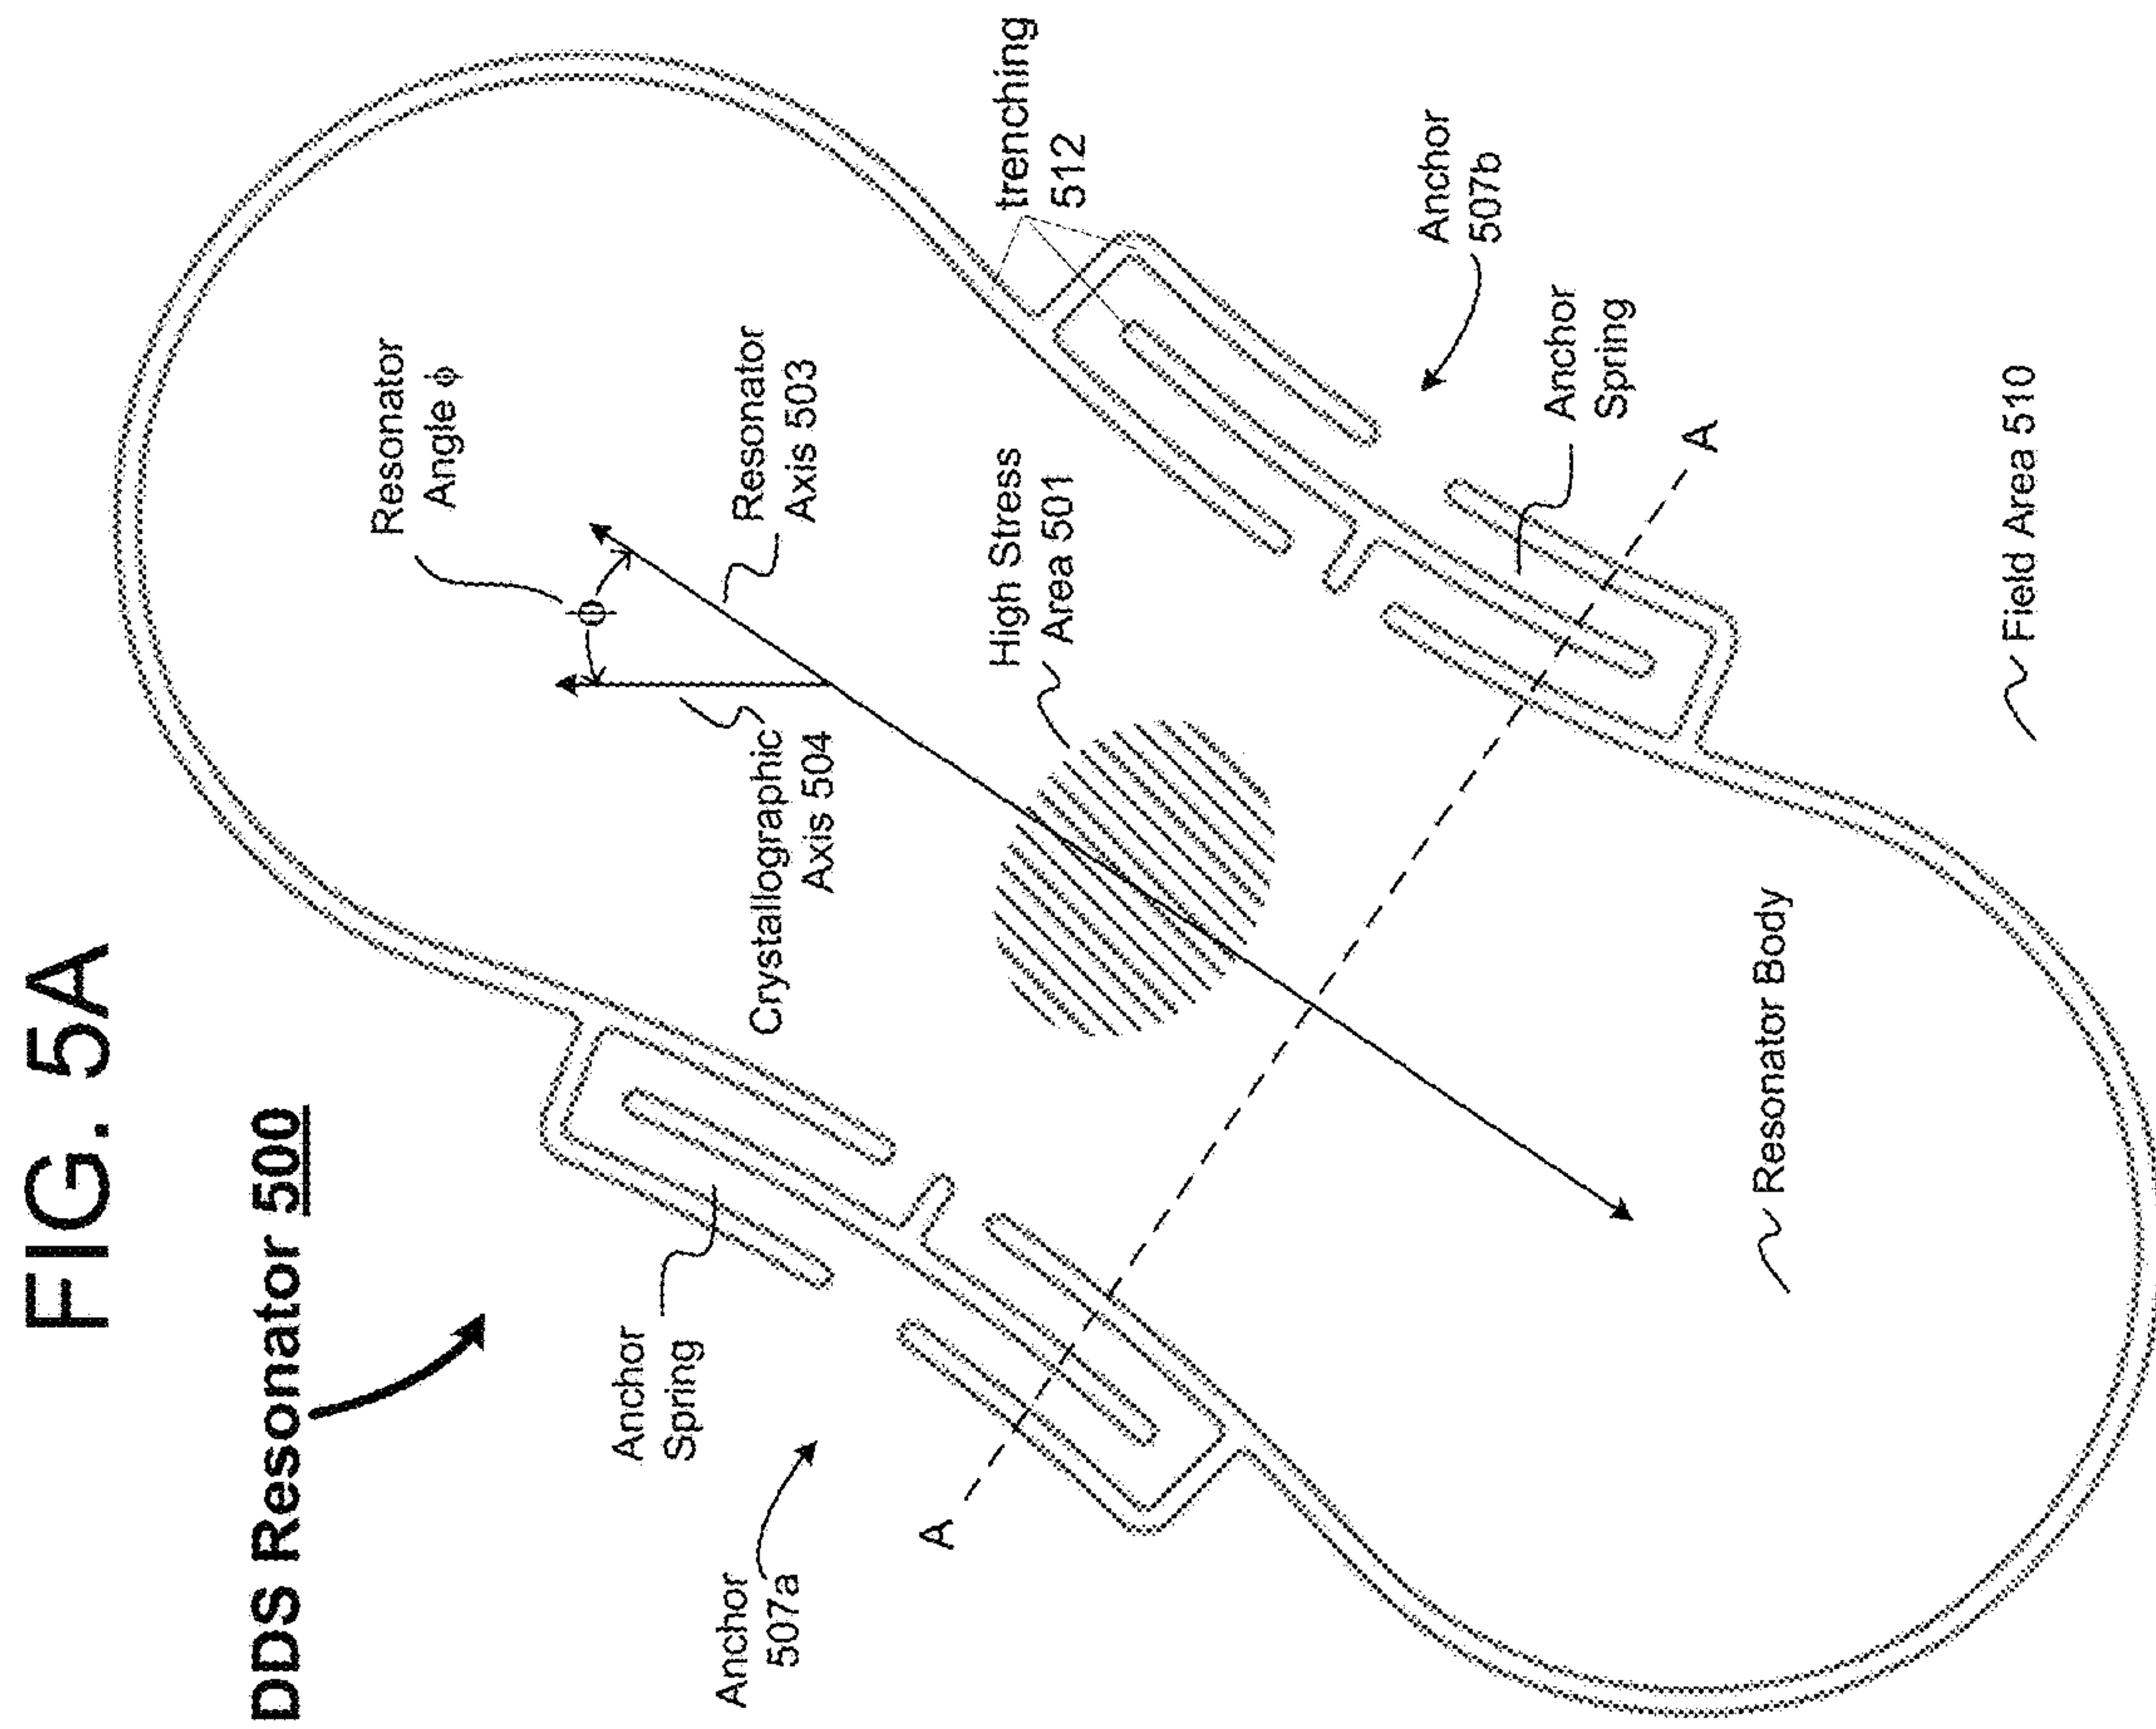 FIG. 5A
DDS Resonator 500
Resonator
Angle ϕ
ϕ
Resonator
Axis 503
Crystallographic
Axis 504
High Stress
Area 501
trenching
512
Anchor
507b
Anchor
Spring
A
Field Area 510
Resonator Body
Anchor
Spring
Anchor
507a
A